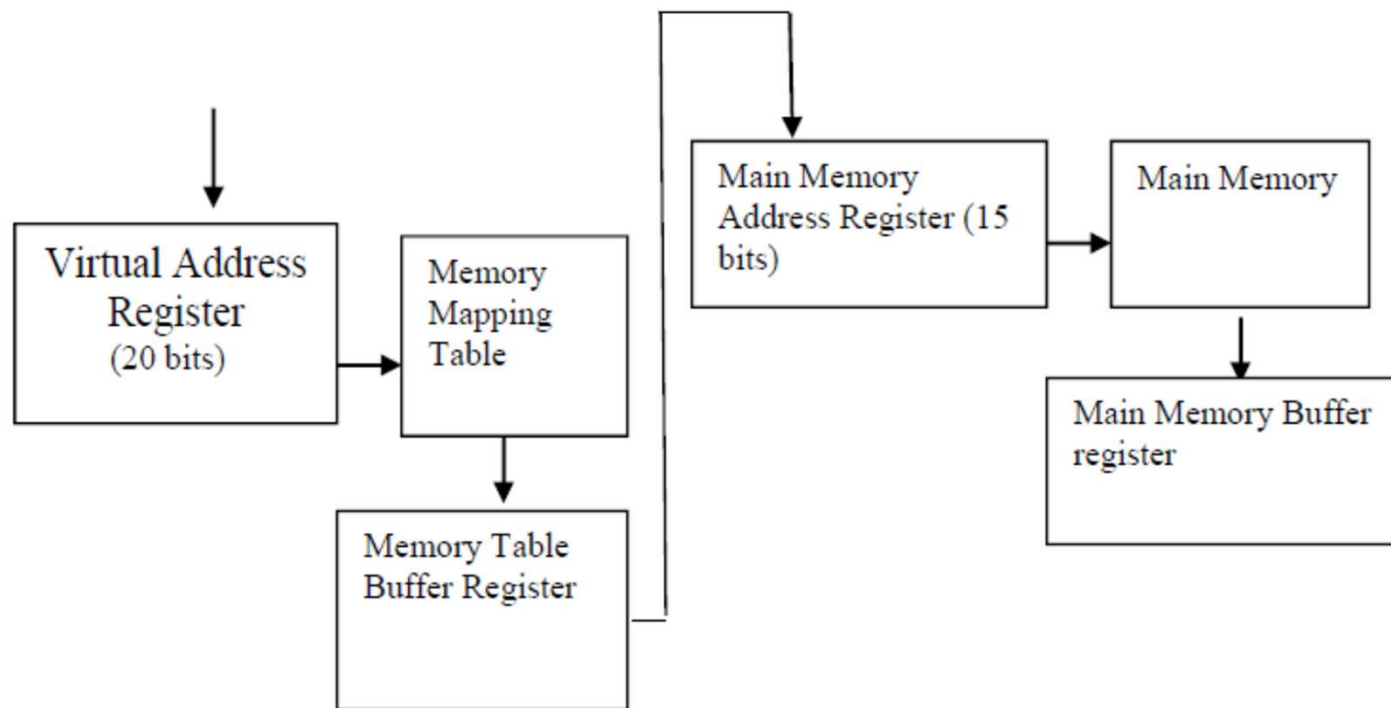 Virtual Address
Register
(20 bits)
Memory
Mapping
Table
Memory Table
Buffer Register
Main Memory
Address Register (15
bits)
Main Memory
Main Memory Buffer
register